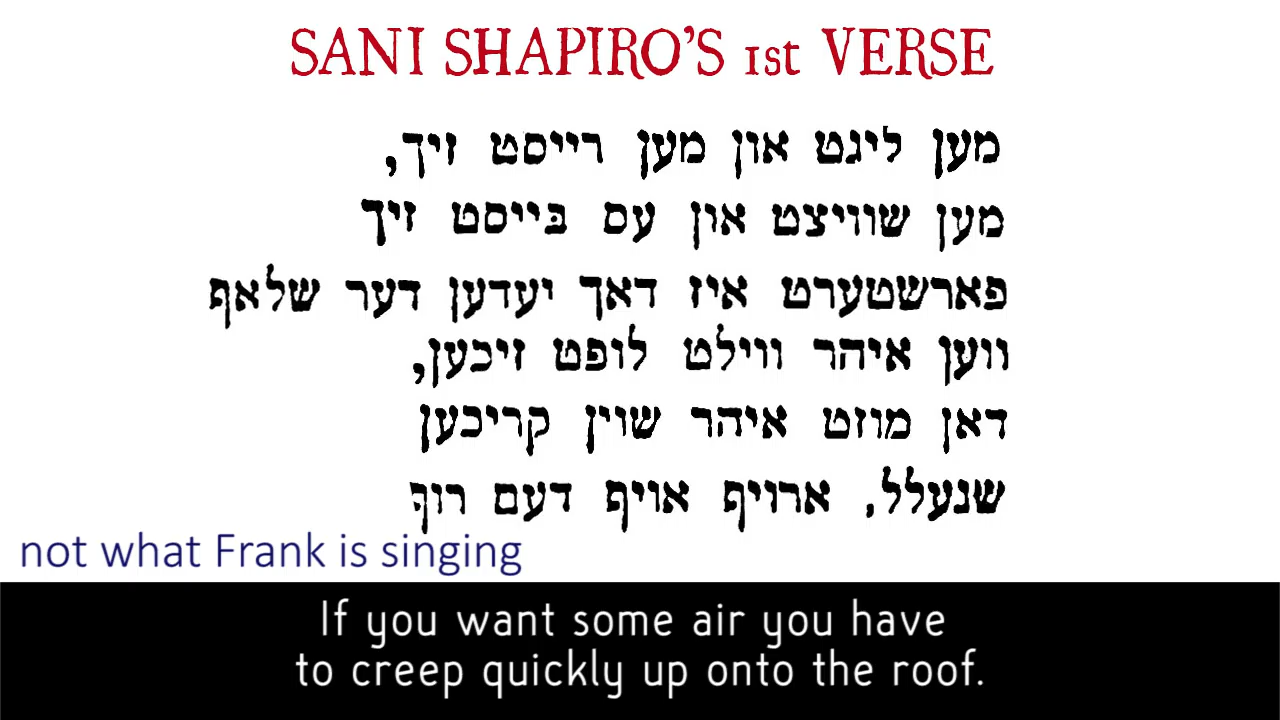 SANI SHAPIRO'S 1st VERSE
מען ליגט און מען רייסט זיך,
מען שוויצט און עס בייסט זיך
פארשטערט איז דאך יעדען דער שלאף
ווען איהר ווילט לופט זיכען,
דאן מוזט איהר שוין קריכען
שנעלל, ארויף אויף דעם רוף
not what Frank is singing
If you want some air you have
to creep quickly up onto the roof.